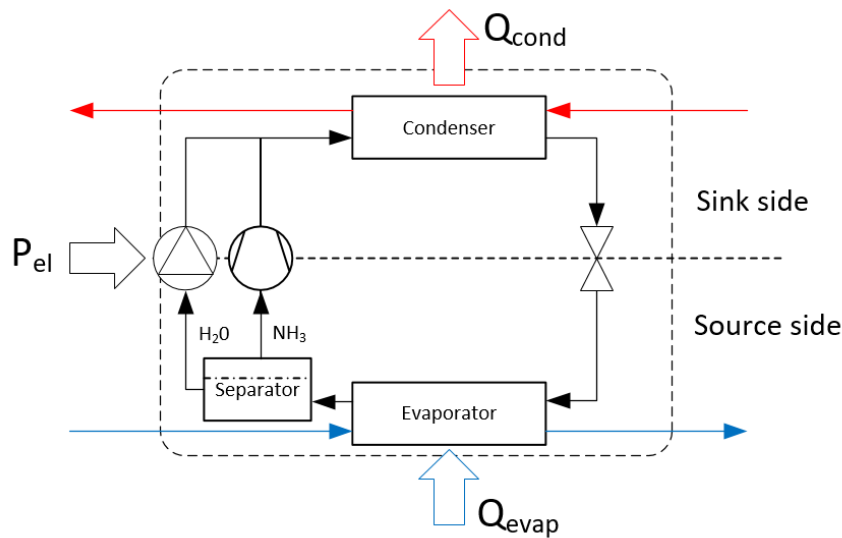 Qcond
Condenser
Sink side
Pel
H20
NH3
Source side
Separator
Evaporator
Qevap